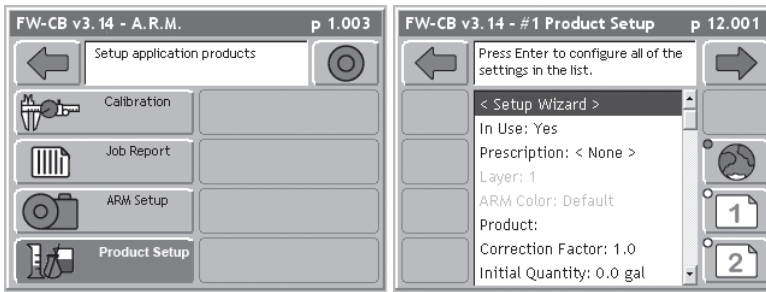 FW-CB v3.14 - A.R.M. p 1.003
Setup application
products
Calibration
Job Report
ARM Setup
Product Setup
FW-CB v3.14 - #1 Product Setup p 12.001
Press Enter to configure all of the
settings in the list.
< Setup Wizard >
In Use: Yes
Prescription: < None >
Layer: 1
ARM Color: Default
Product:
Correction Factor: 1.0
Initial Quantity: 0.0 gal
1
2